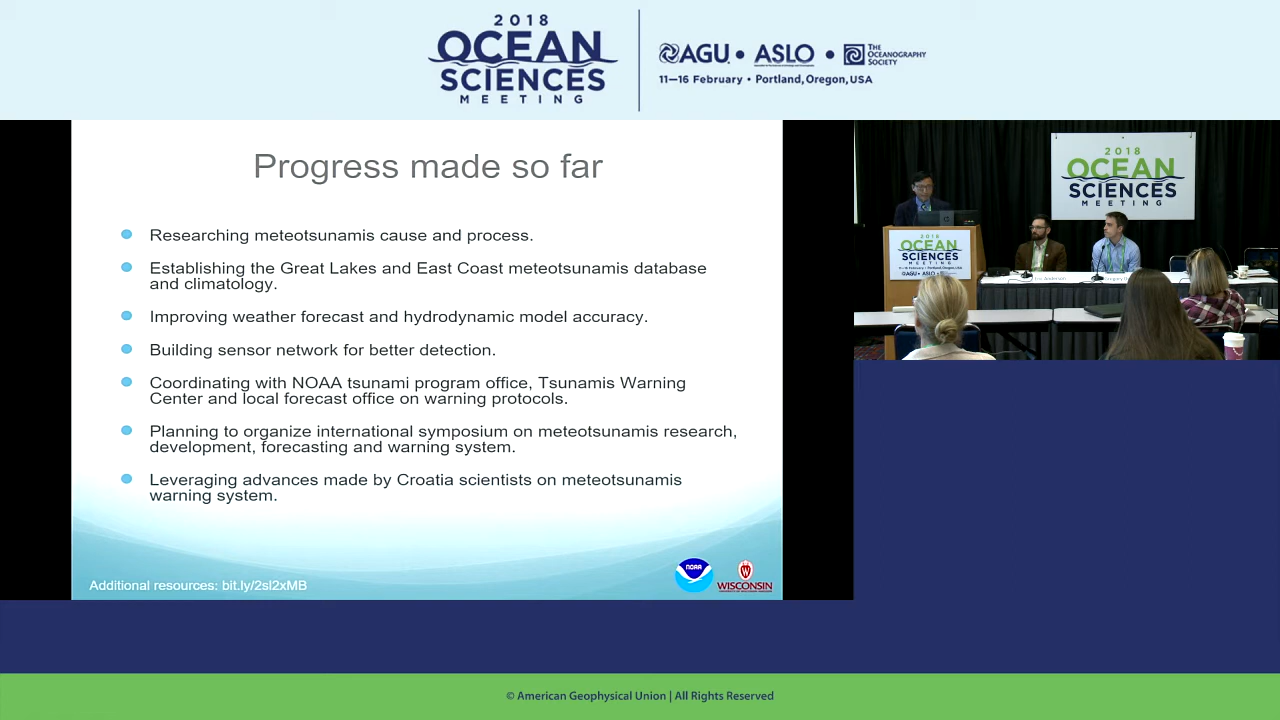 2018
OCEAN
SCIENCES
MEETING
AGU • ASLO • THE OCEANOGRAPHY SOCIETY
11–16 February • Portland, Oregon, USA
Progress made so far
Researching meteotsunamis cause and process.
Establishing the Great Lakes and East Coast meteotsunamis database
and climatology.
Improving weather forecast and hydrodynamic model accuracy.
Building sensor network for better detection.
Coordinating with NOAA tsunami program office, Tsunamis Warning
Center and local forecast office on warning protocols.
Planning to organize international symposium on meteotsunamis research,
development, forecasting and warning system.
Leveraging advances made by Croatia scientists on meteotsunamis
warning system.
Additional resources: bit.ly/2sl2xMB
NOAA
WISCONSIN
2018
OCEAN
SCIENCES
MEETING
2018
OCEAN
SCIENCES
MEETING
© American Geophysical Union | All Rights Reserved